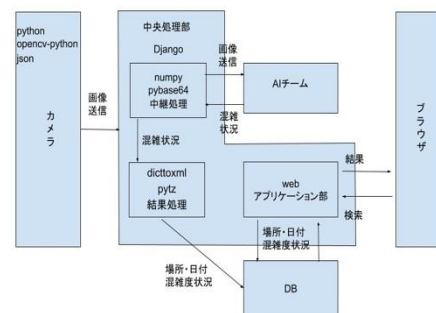 python
opencv-python
json
カメラ
画像
送信
中央処理部
Django
numpy
pybase64
中継処理
画像
送信
AIチーム
混雑
状況
混雑状況
dicttoxml
pytz
結果処理
web
アプリケーション部
結果
検索
ブラウザ
場所・日付
混雑度状況
場所・日付
混雑度状況
DB